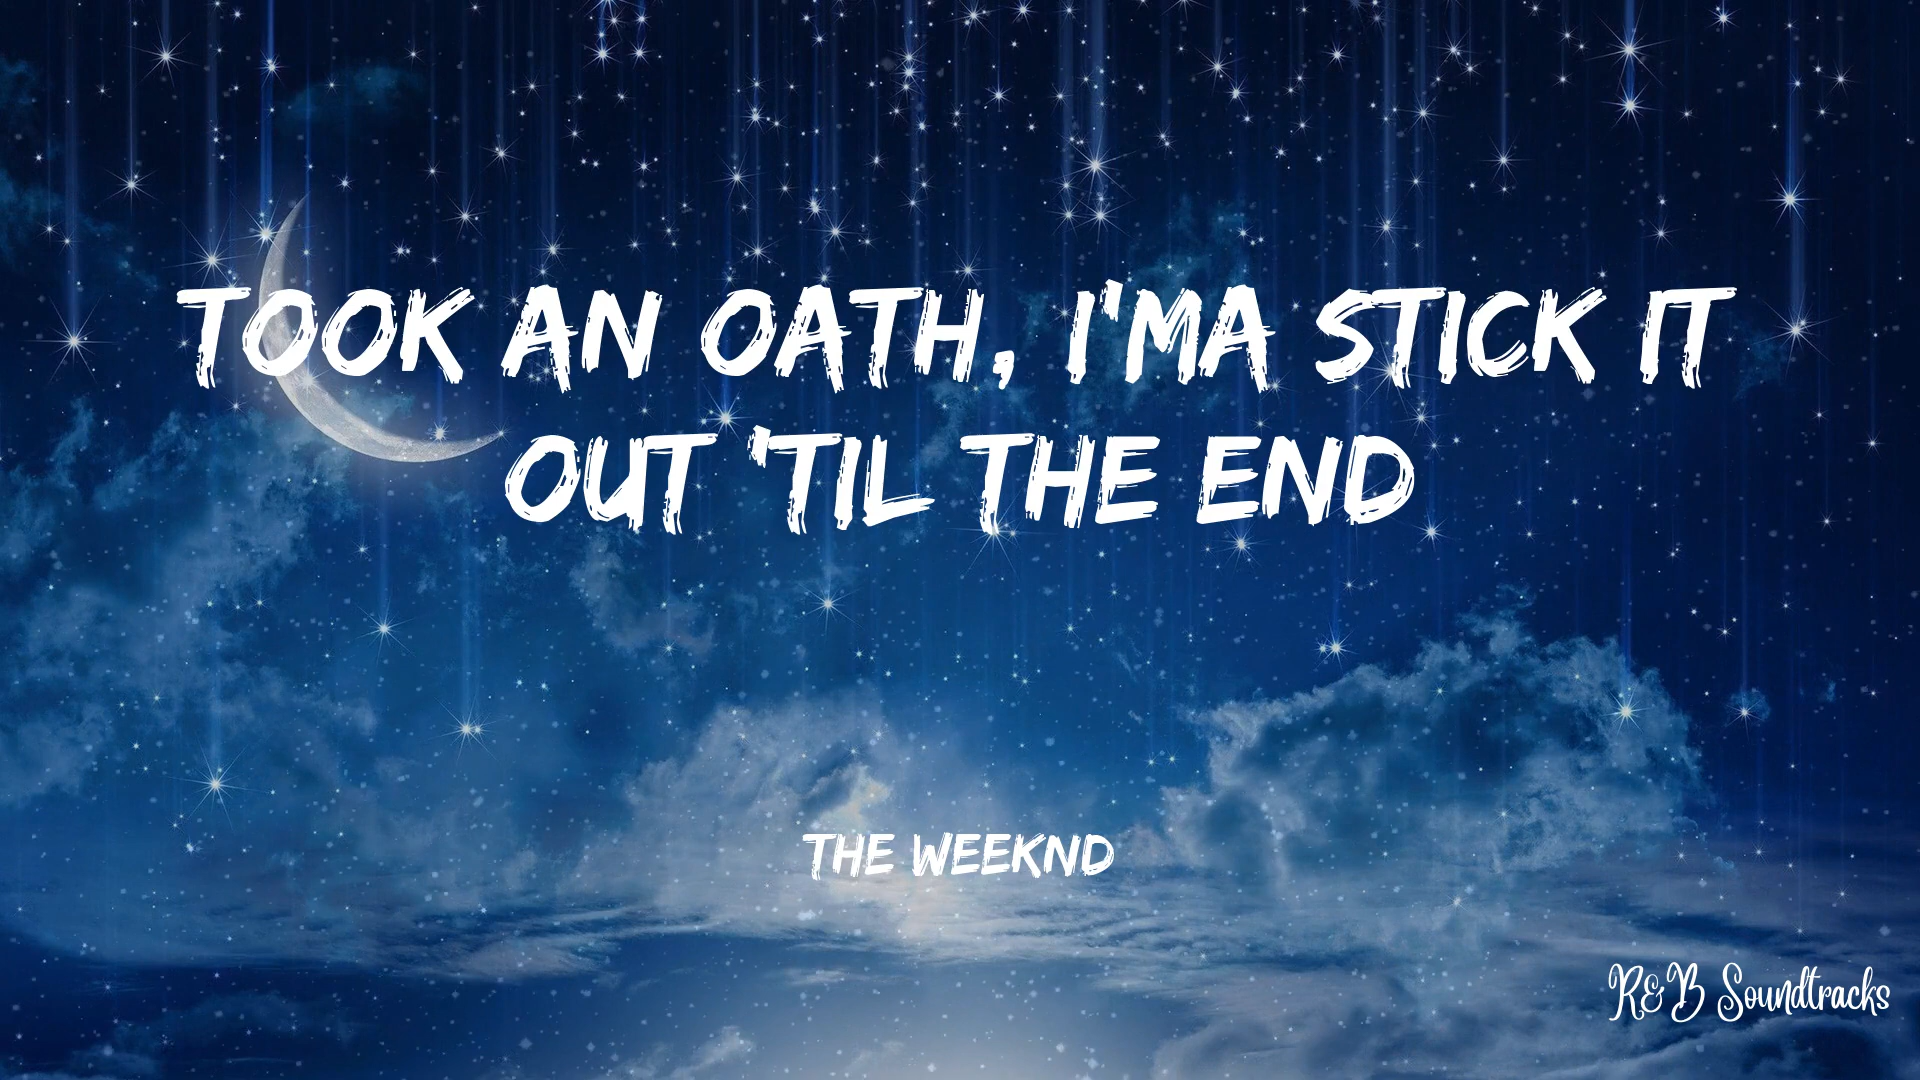 TOOK AN OATH, I'MA STICK IT
OUT 'TIL THE END
THE WEEKND
R&B Soundtracks